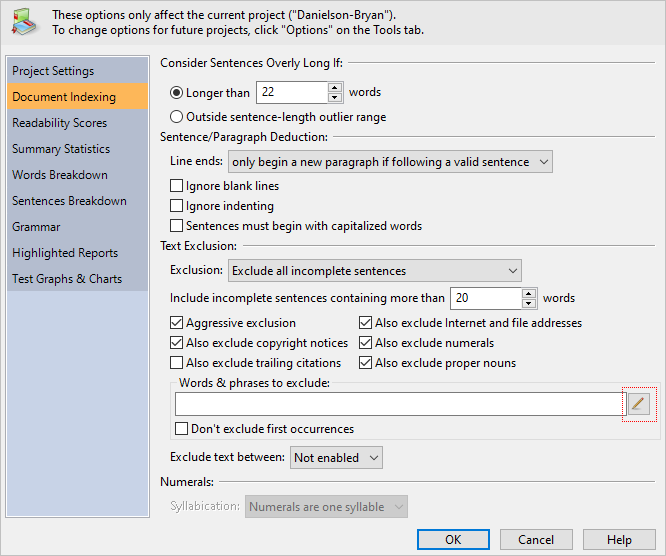 These options only affect the current project ("Danielson-Bryan").
To change options for future projects, click "Options" on the Tools tab.
Project Settings
Document Indexing
Readability Scores
Summary Statistics
Words Breakdown
Sentences Breakdown
Grammar
Highlighted Reports
Test Graphs & Charts
Consider Sentences Overly Long If:
Longer than 22 words
Outside sentence-length outlier range
Sentence/Paragraph Deduction:
Line ends: only begin a new paragraph if following a valid sentence
Ignore blank lines
Ignore indenting
Sentences must begin with capitalized words
Text Exclusion:
Exclusion: Exclude all incomplete sentences
Include incomplete sentences containing more than 20 words
Aggressive exclusion Also exclude Internet and file addresses
Also exclude copyright notices Also exclude numerals
Also exclude trailing citations Also exclude proper nouns
Words & phrases to exclude:
Don't exclude first occurrences
Exclude text between: Not enabled
Numerals:
Syllabication: Numerals are one syllable
OK Cancel Help